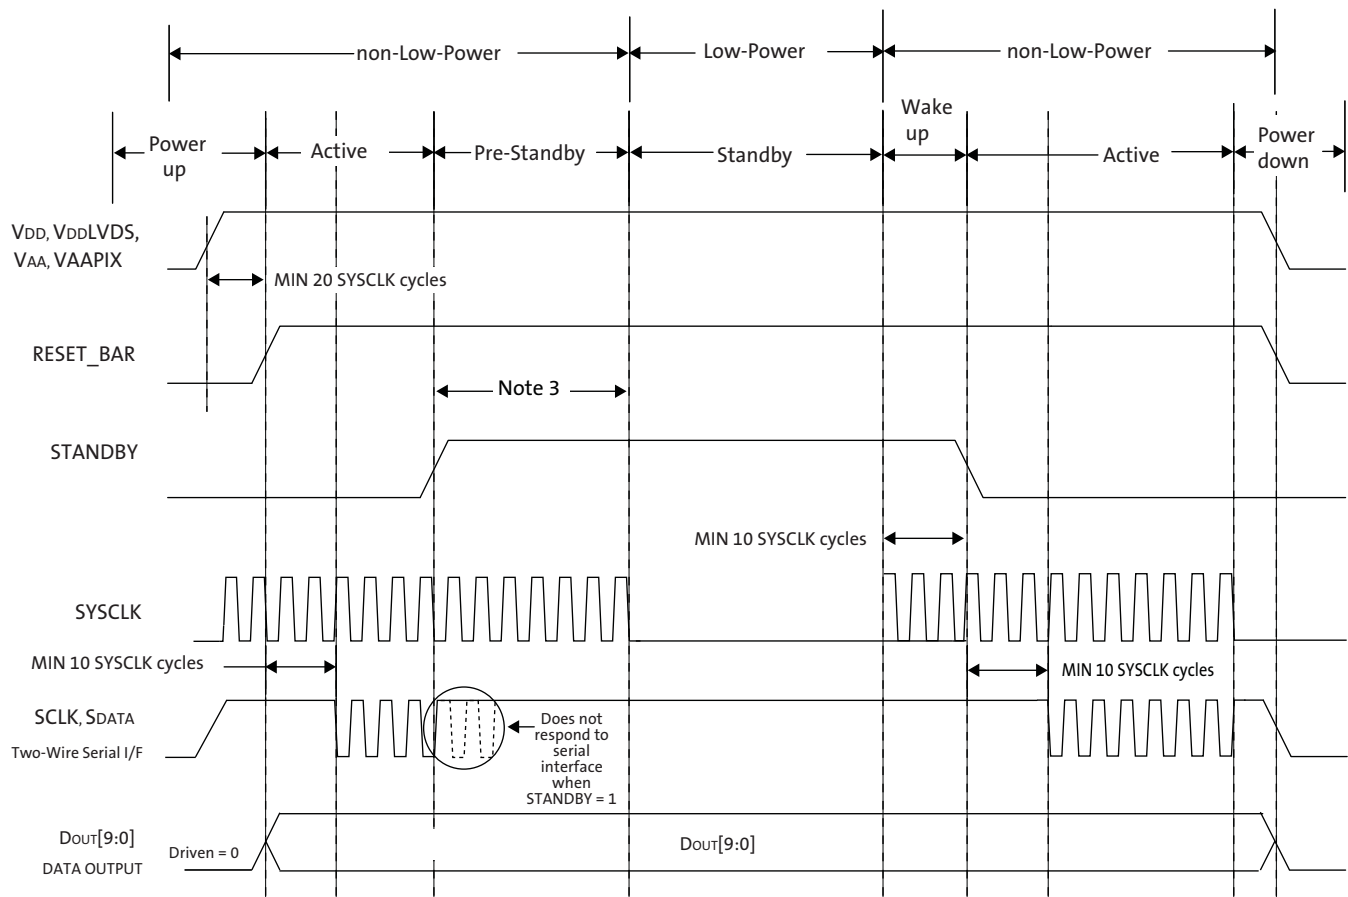 non-Low-Power
Low-Power
non-Low-Power
Power
up
Active
Pre-Standby
Standby
Wake
up
Active
Power
down
VDD, VDDLVDS,
VAA, VAAPIX
MIN 20 SYSCLK cycles
RESET_BAR
Note 3
STANDBY
MIN 10 SYSCLK cycles
SYSCLK
MIN 10 SYSCLK cycles
MIN 10 SYSCLK cycles
SCLK, SDATA
Two-Wire Serial I/F
Does not
respond to
serial
interface
when
STANDBY = 1
DOUT[9:0]
DATA OUTPUT
Driven = 0
DOUT[9:0]